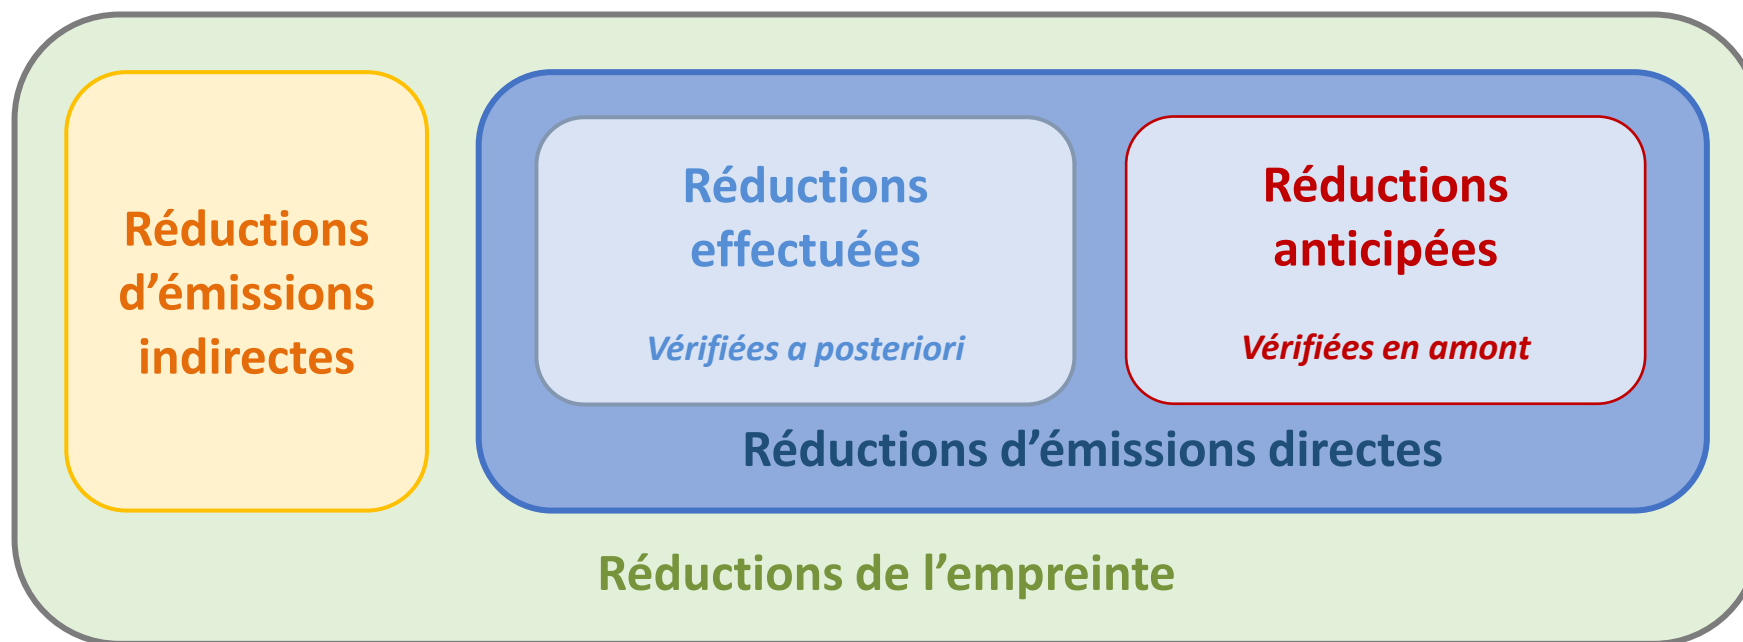 Réductions
d’émissions
indirectes
Réductions
effectuées
Vérifiées a posteriori
Réductions
anticipées
Vérifiées en amont
Réductions d’émissions directes
Réductions de l’empreinte